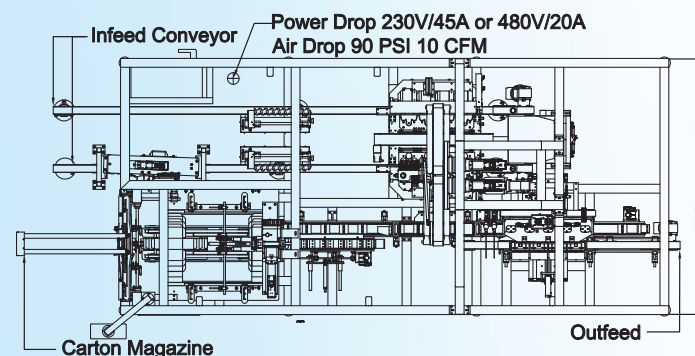 Power Drop 230V/45A or 480V/20A
Infeed Conveyor
Air Drop 90 PSI 10 CFM
Outfeed
Carton Magazine